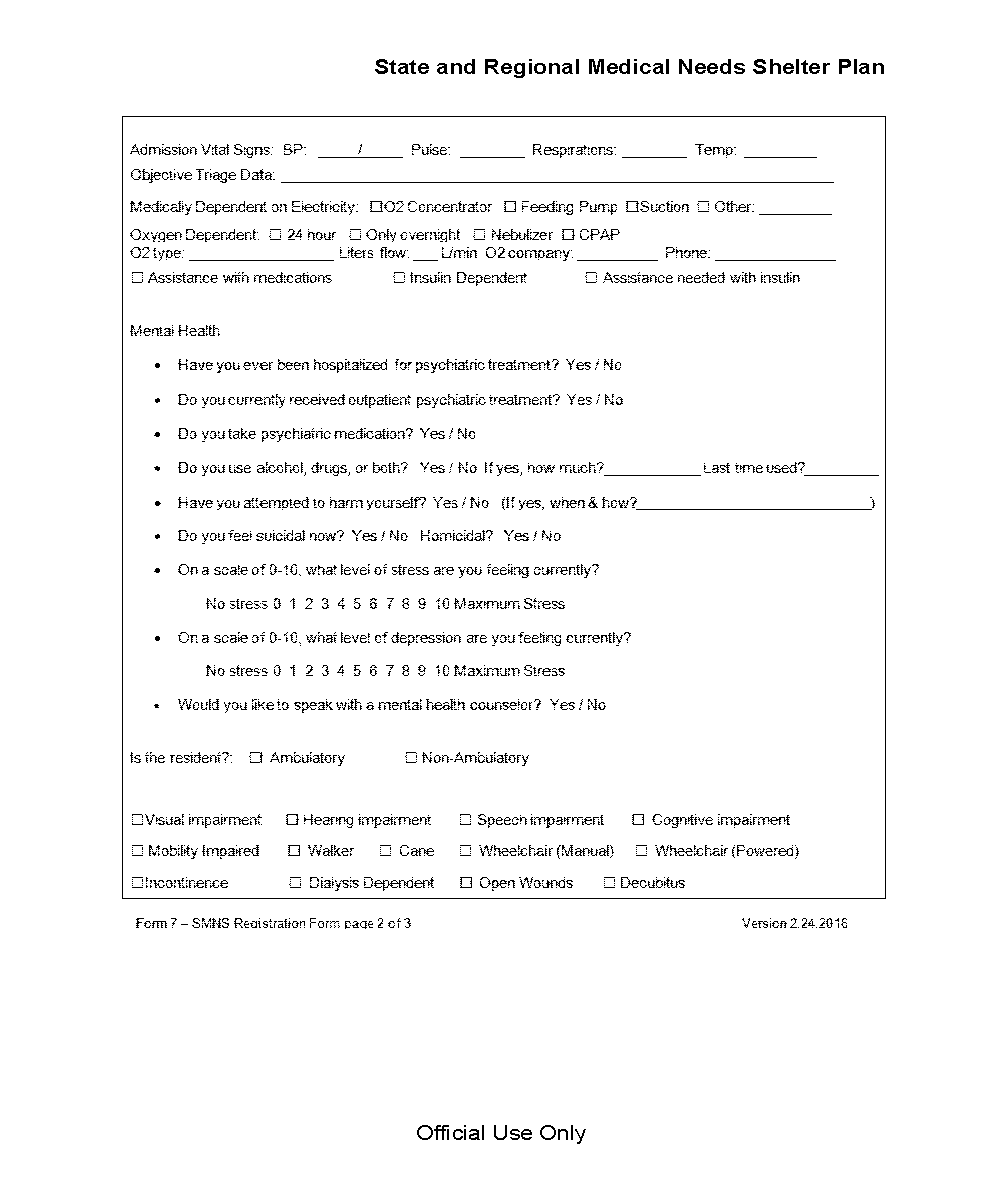 State and Regional Medical Needs Shelter Plan
Admission Vital Signs: BP: _____/_____ Pulse: ________ Respirations: ________ Temp: _________
Objective Triage Data: ____________________________________________________________________
Medically Dependent on Electricity: ☐O2 Concentrator ☐ Feeding Pump ☐Suction ☐ Other: _________
Oxygen Dependent: ☐ 24 hour ☐ Only overnight ☐ Nebulizer ☐ CPAP
O2 type: __________________ Liters flow: ___ L/min O2 company: __________ Phone: _______________
☐ Assistance with medications ☐ Insulin Dependent ☐ Assistance needed with insulin
Mental Health
• Have you ever been hospitalized for psychiatric treatment? Yes / No
• Do you currently received outpatient psychiatric treatment? Yes / No
• Do you take psychiatric medication? Yes / No
• Do you use alcohol, drugs, or both? Yes / No If yes, how much?____________ Last time used?_________
• Have you attempted to harm yourself? Yes / No (If yes, when & how?_____________________________)
• Do you feel suicidal now? Yes / No Homicidal? Yes / No
• On a scale of 0-10, what level of stress are you feeling currently?
No stress 0 1 2 3 4 5 6 7 8 9 10 Maximum Stress
• On a scale of 0-10, what level of depression are you feeling currently?
No stress 0 1 2 3 4 5 6 7 8 9 10 Maximum Stress
• Would you like to speak with a mental health counselor? Yes / No
Is the resident?: ☐ Ambulatory ☐ Non-Ambulatory
☐Visual impairment ☐ Hearing impairment ☐ Speech impairment ☐ Cognitive impairment
☐ Mobility Impaired ☐ Walker ☐ Cane ☐ Wheelchair (Manual) ☐ Wheelchair (Powered)
☐Incontinence ☐ Dialysis Dependent ☐ Open Wounds ☐ Decubitus
Form 7 – SMNS Registration Form page 2 of 3 Version 2.24.2016
Official Use Only